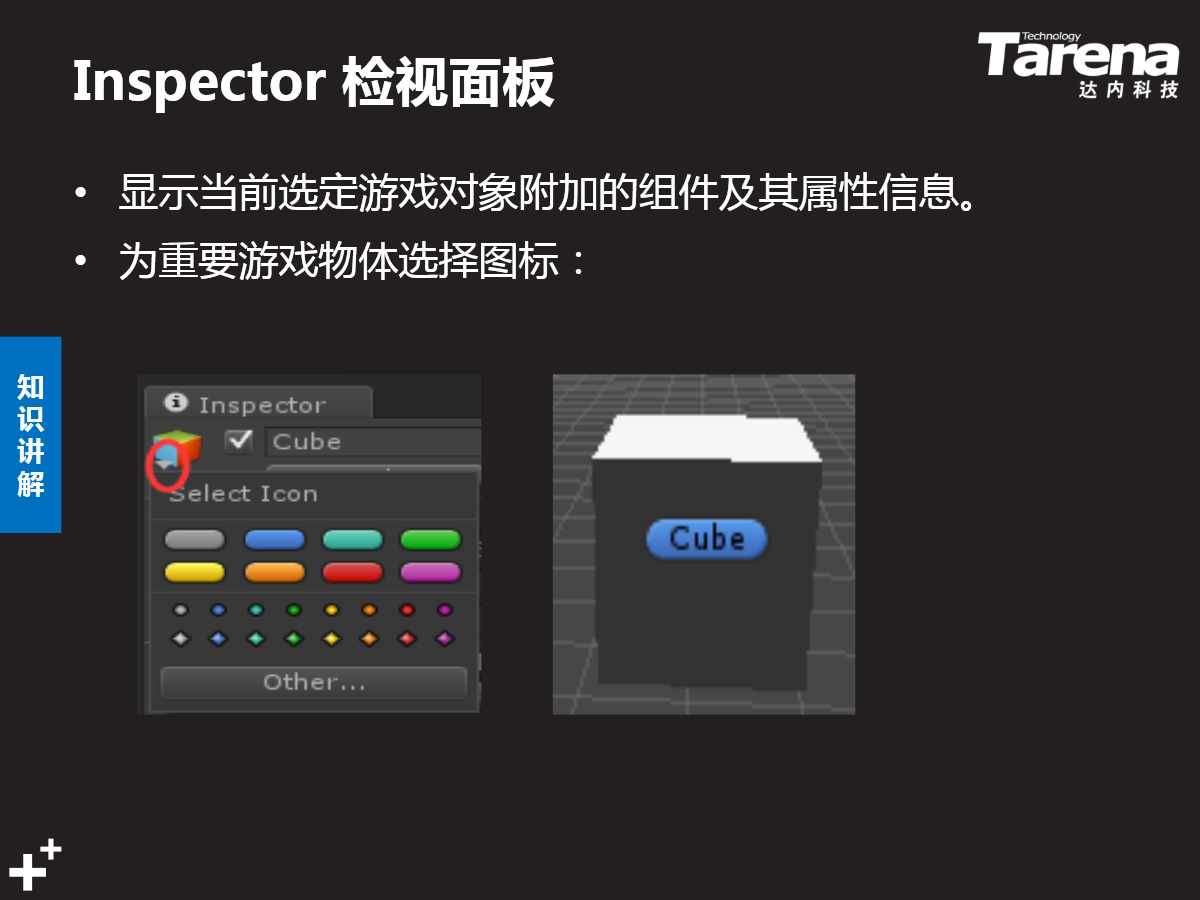 Inspector 检视面板
Technology
Tarena
达内科技
• 显示当前选定游戏对象附加的组件及其属性信息。
• 为重要游戏物体选择图标：
知识讲解
Inspector
Cube
Select Icon
Other...
Cube